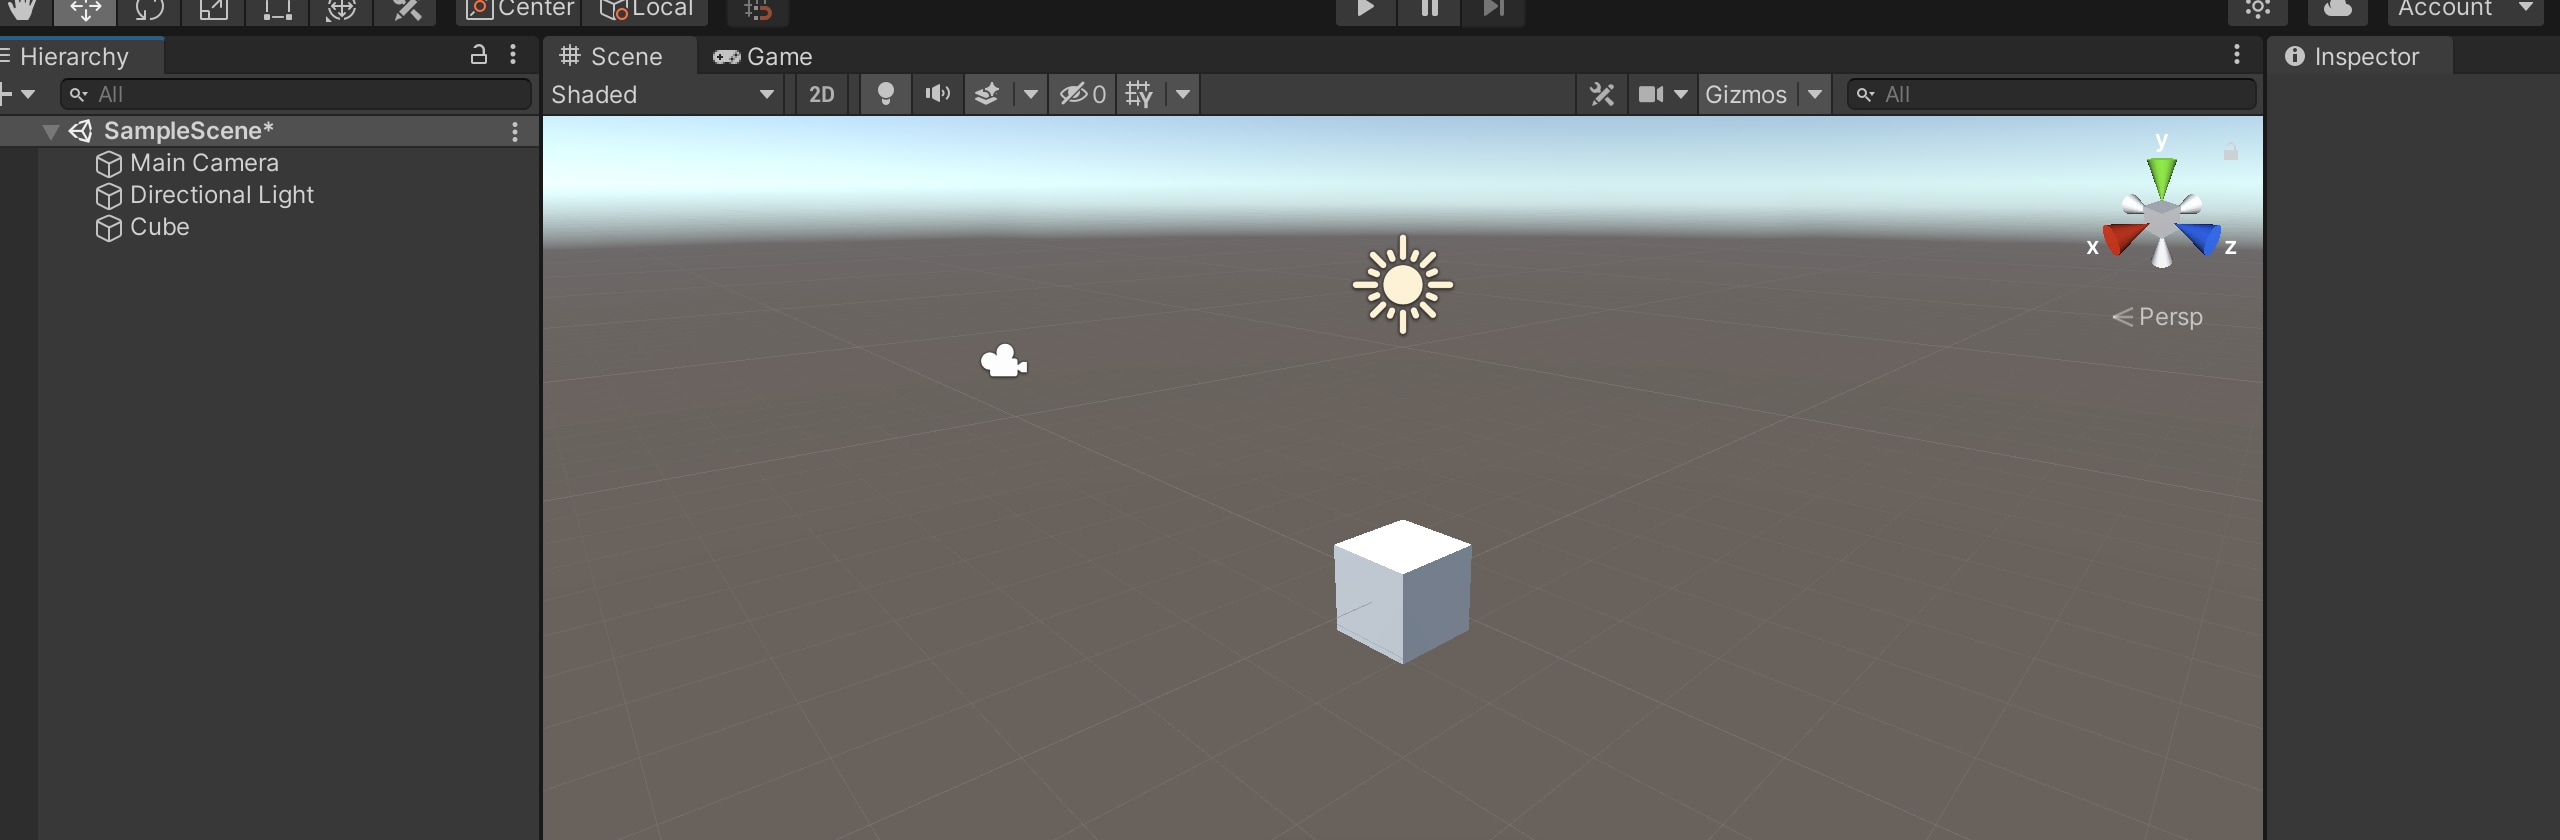 Center Local Account
Hierarchy
All
SampleScene*
Main Camera
Directional Light
Cube
Scene Game
Shaded 2D 0 Gizmos All
y
x z
Persp
Inspector